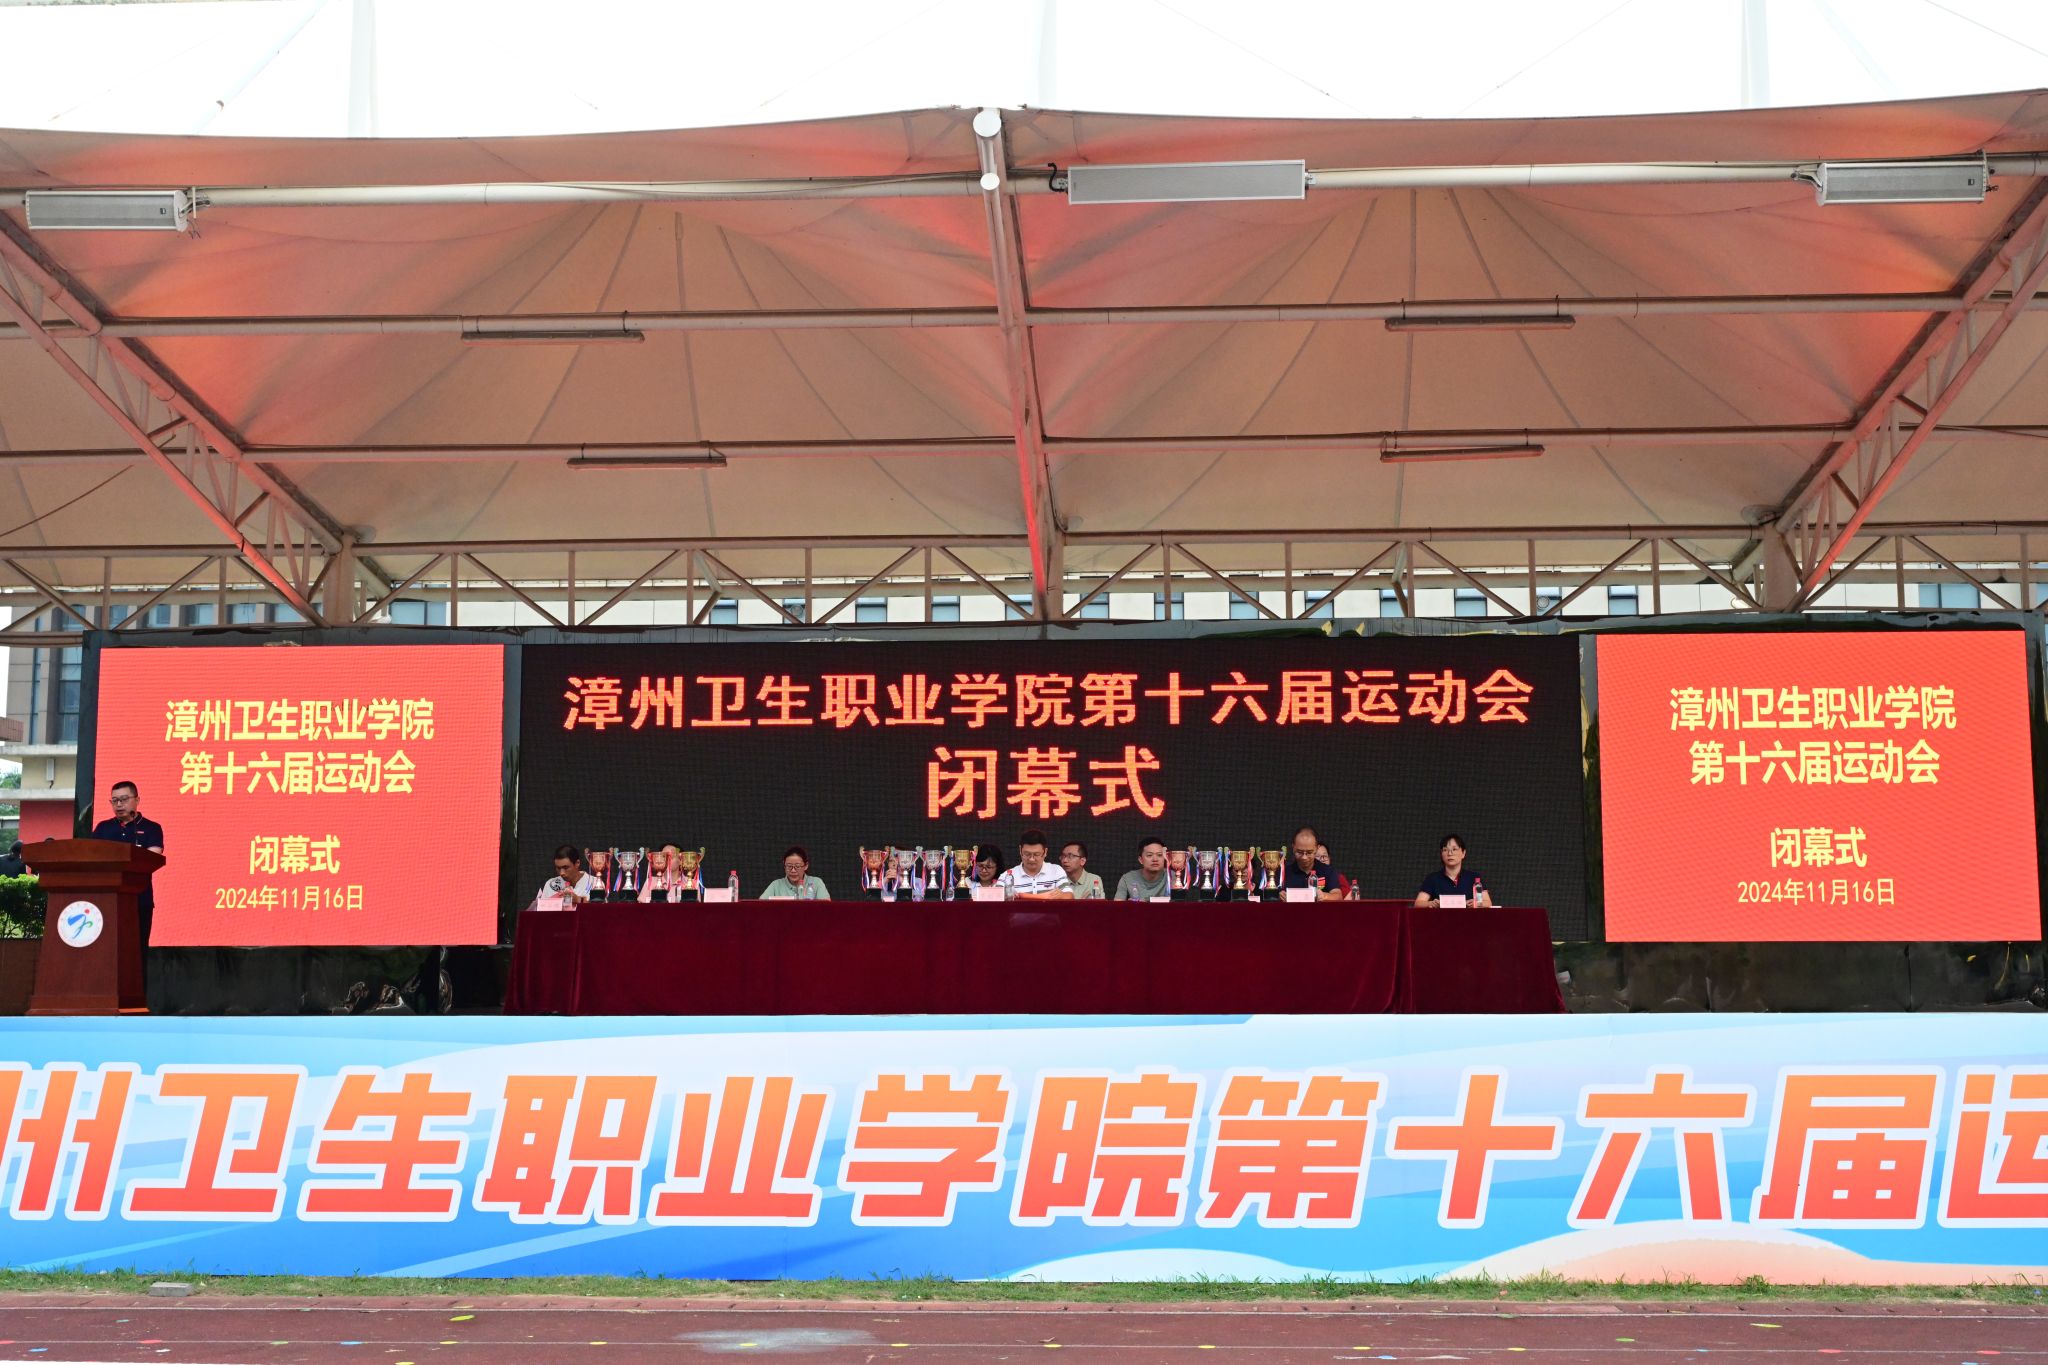 漳州卫生职业学院
第十六届运动会
闭幕式
2024年11月16日
漳州卫生职业学院第十六届运动会
闭幕式
漳州卫生职业学院
第十六届运动会
闭幕式
2024年11月16日
州卫生职业学院第十六届运